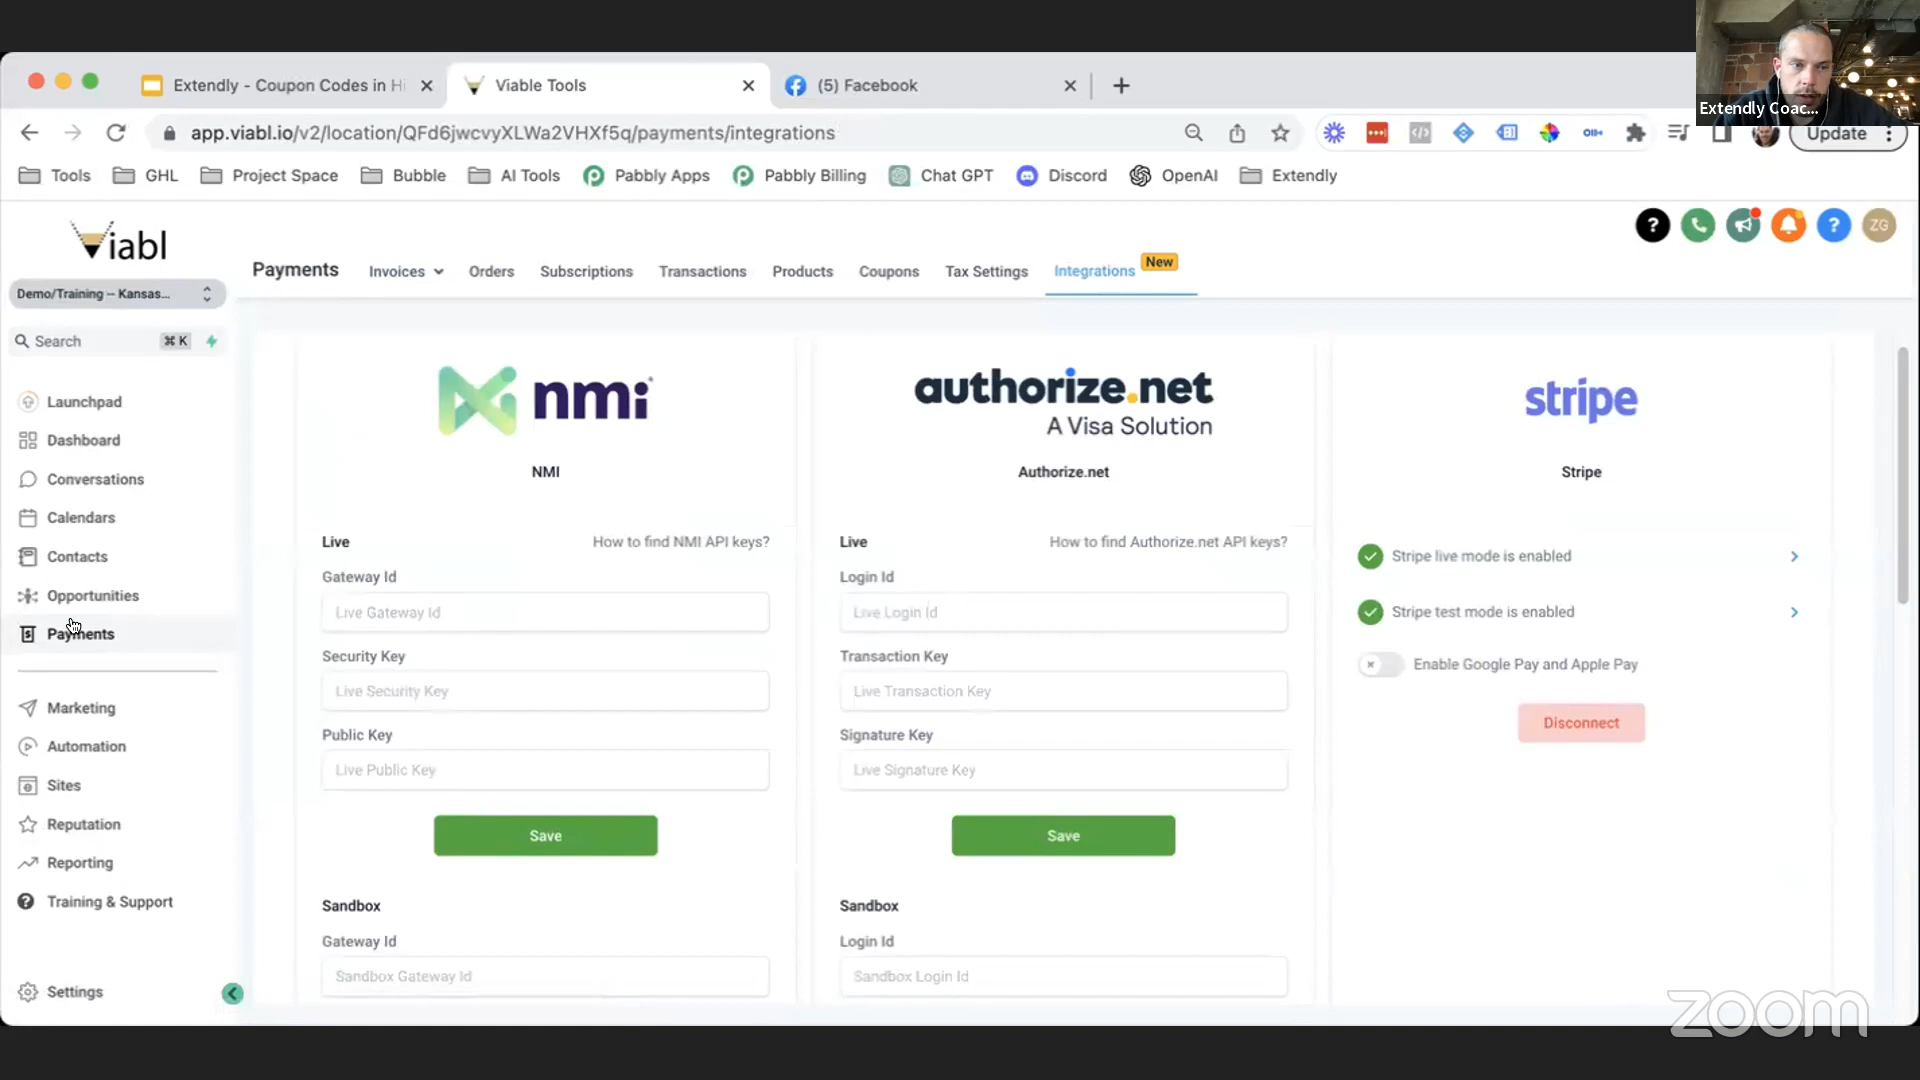 Extendly - Coupon Codes in Hi
Viable Tools
(5) Facebook
Extendly Coac...
app.viabl.io/v2/location/QFd6jwcvyXLWa2VHXf5q/payments/integrations
Update
Tools
GHL
Project Space
Bubble
AI Tools
Pabbly Apps
Pabbly Billing
Chat GPT
Discord
OpenAI
Extendly
Viabl
ZG
Demo/Training -- Kansas...
Search
⌘ K
Launchpad
Dashboard
Conversations
Calendars
Contacts
Opportunities
Payments
Marketing
Automation
Sites
Reputation
Reporting
Training & Support
Settings
Payments
Invoices
Orders
Subscriptions
Transactions
Products
Coupons
Tax Settings
Integrations
New
nmi
NMI
Live
How to find NMI API keys?
Gateway Id
Live Gateway Id
Security Key
Live Security Key
Public Key
Live Public Key
Save
Sandbox
Gateway Id
Sandbox Gateway Id
authorize.net
A Visa Solution
Authorize.net
Live
How to find Authorize.net API keys?
Login Id
Live Login Id
Transaction Key
Live Transaction Key
Signature Key
Live Signature Key
Save
Sandbox
Login Id
Sandbox Login Id
stripe
Stripe
Stripe live mode is enabled
Stripe test mode is enabled
Enable Google Pay and Apple Pay
Disconnect
zoom